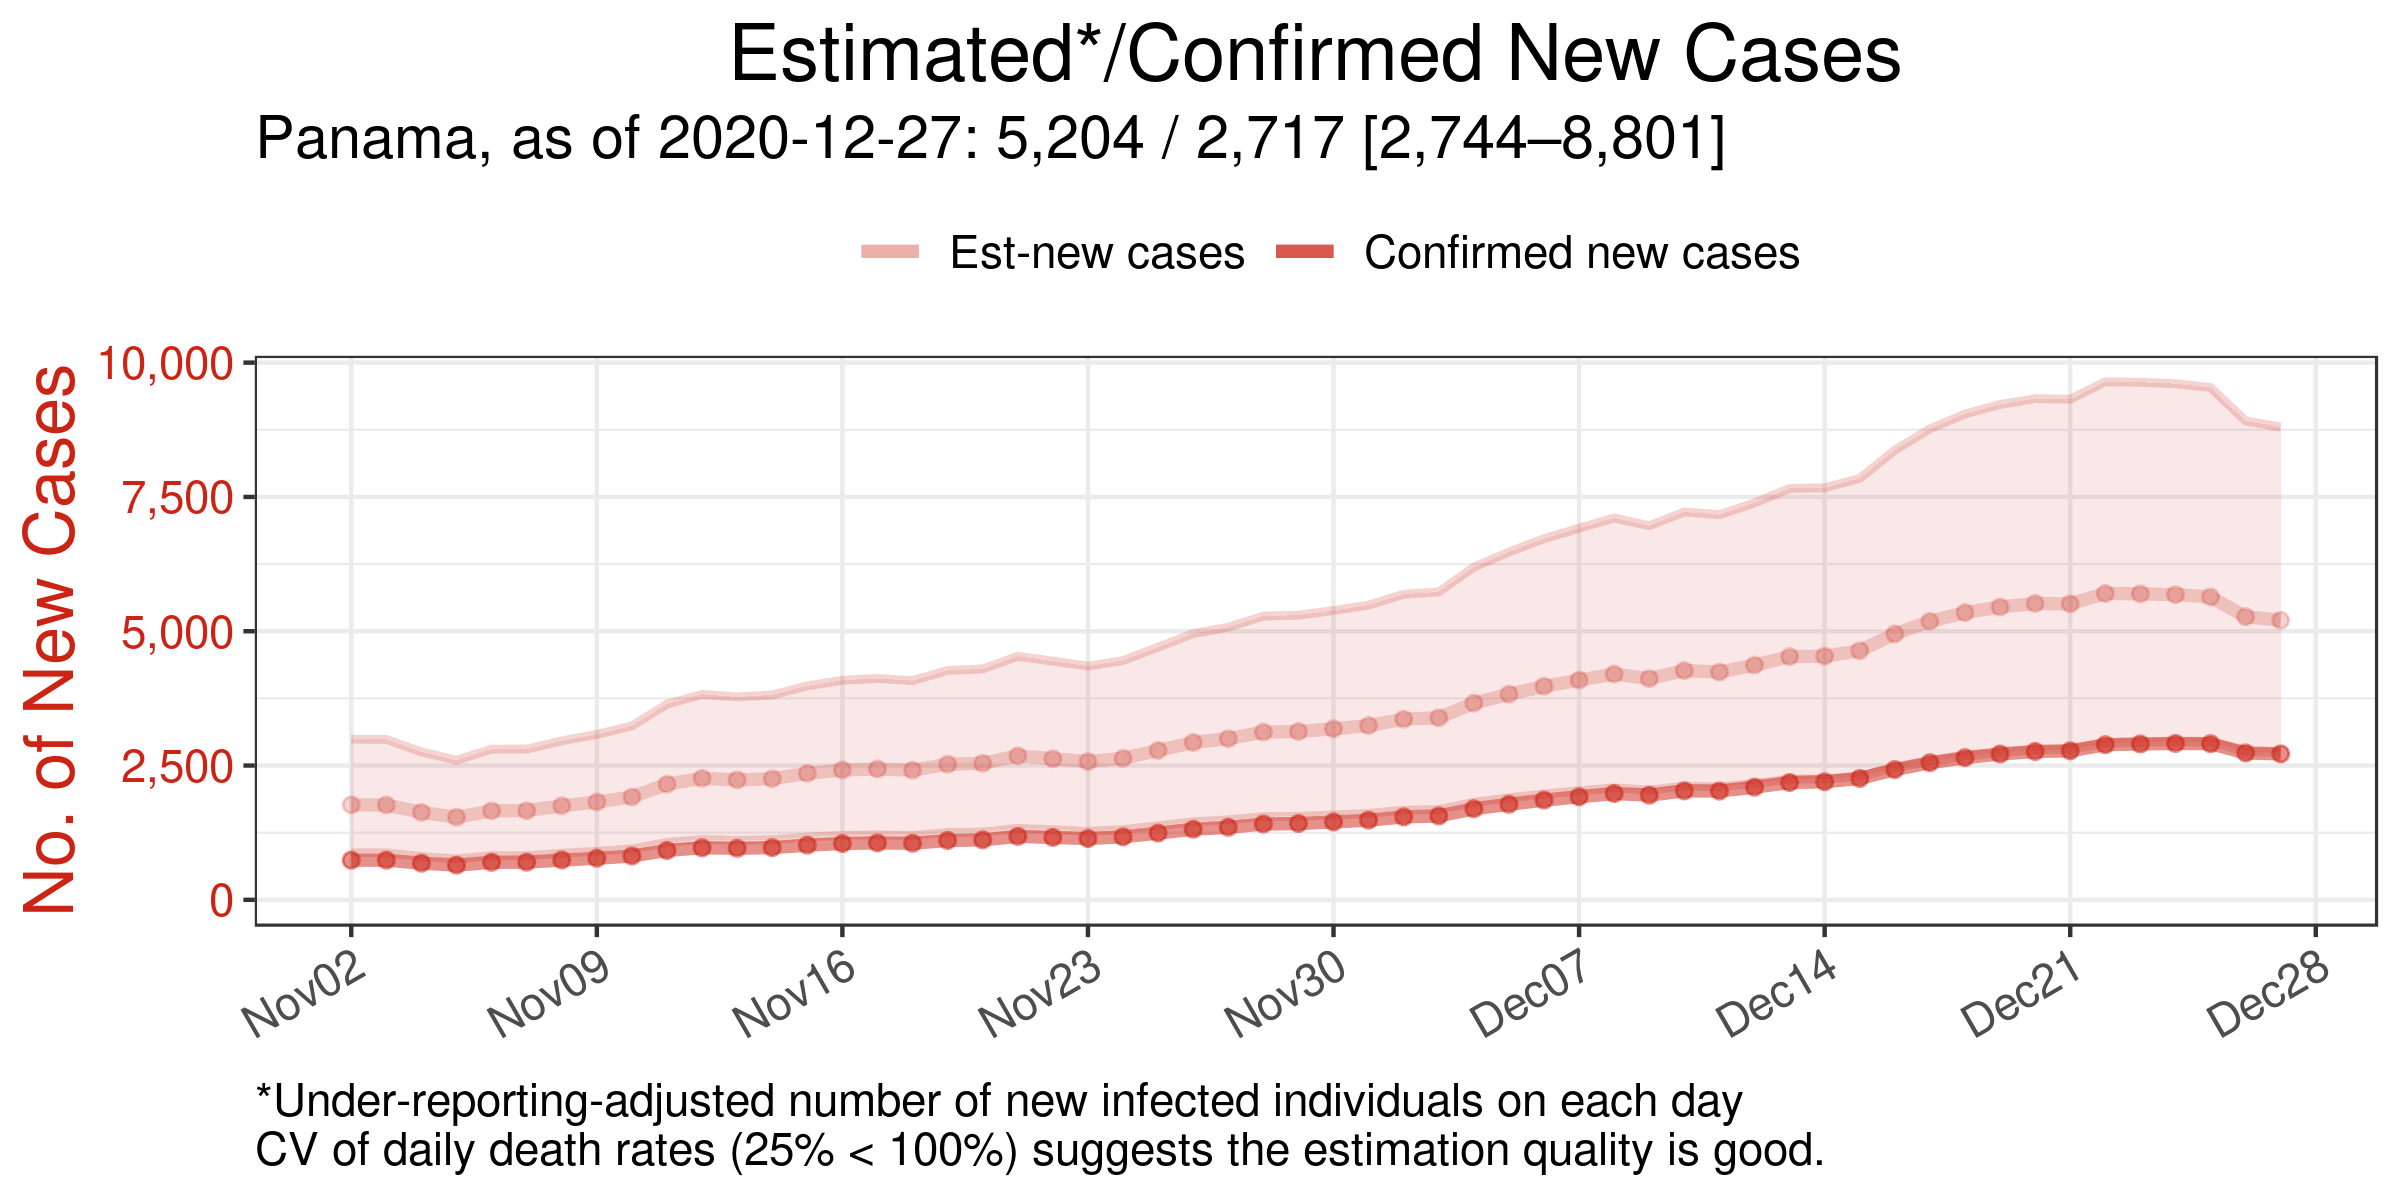 Estimated*/Confirmed New Cases
Panama, as of 2020-12-27: 5,204 / 2,717 [2,744–8,801]
Est-new cases
Confirmed new cases
No. of New Cases
10,000
7,500
5,000
2,500
0
Nov02
Nov09
Nov16
Nov23
Nov30
Dec07
Dec14
Dec21
Dec28
*Under-reporting-adjusted number of new infected individuals on each day
CV of daily death rates (25% < 100%) suggests the estimation quality is good.